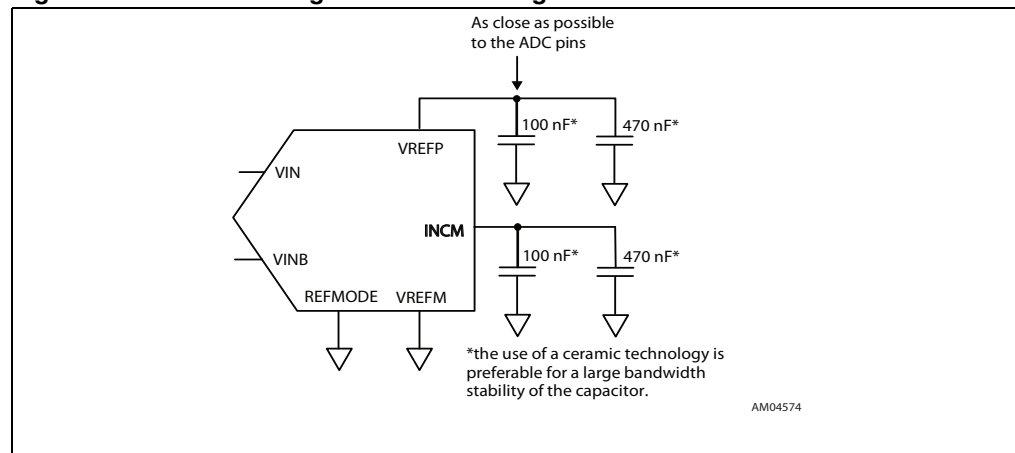 As close as possible
to the ADC pins
100 nF*
470 nF*
VREFP
VIN
INCM
100 nF*
470 nF*
VINB
REFMODE
VREFM
*the use of a ceramic technology is
preferable for a large bandwidth
stability of the capacitor.
AM04574